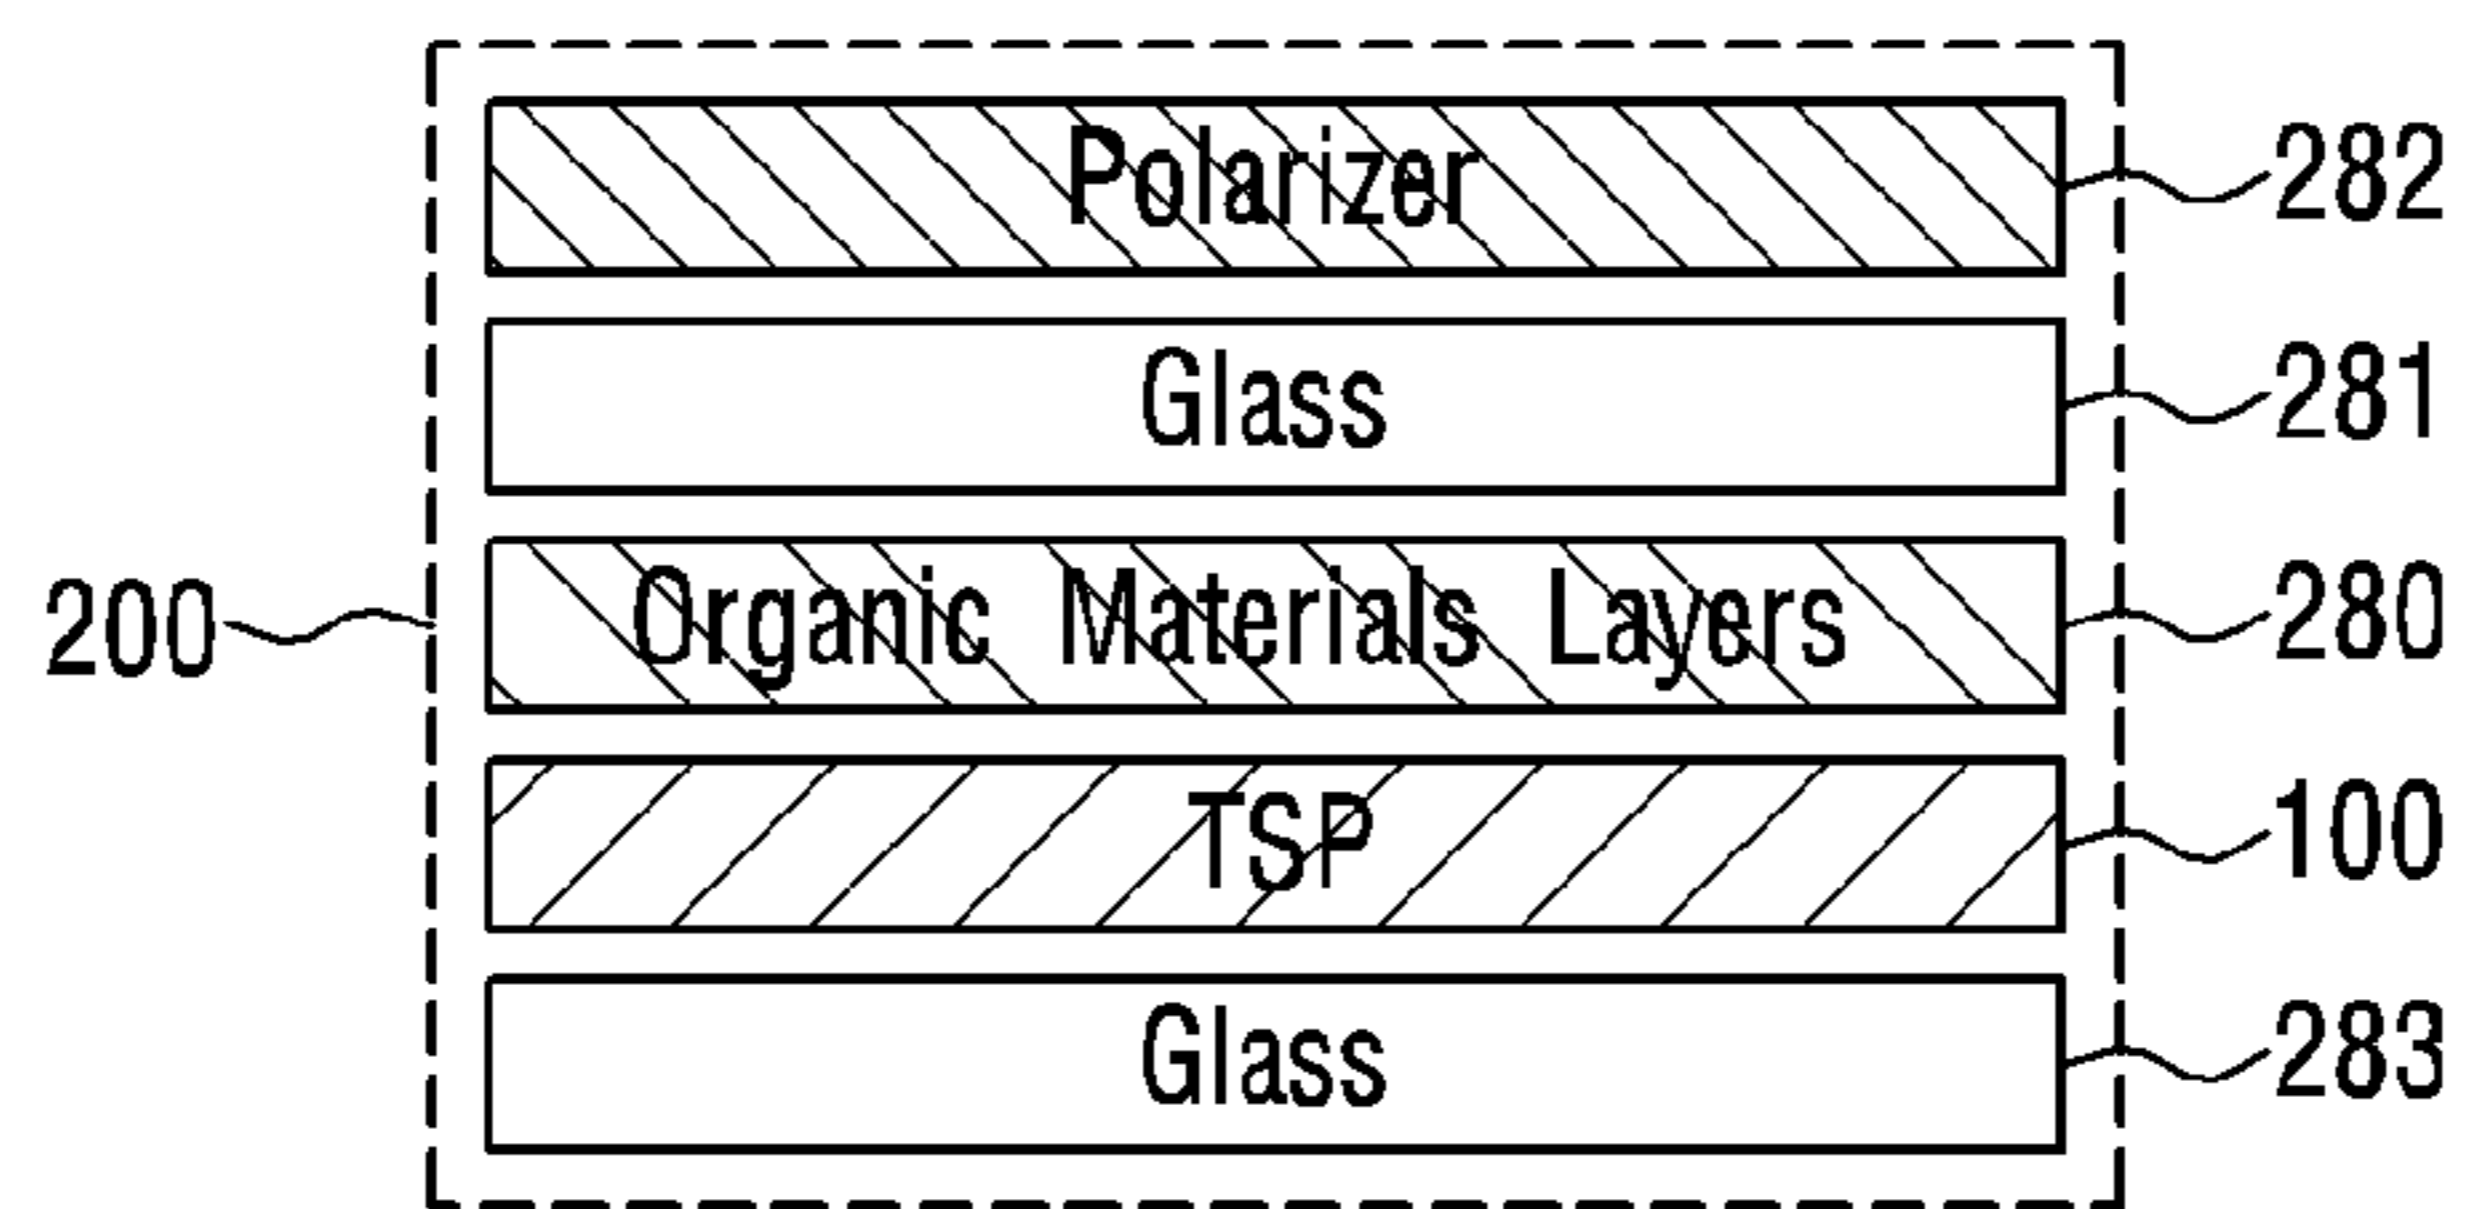 Polarizer 282
Glass 281
200 Organic Materials Layers 280
TSP 100
Glass 283